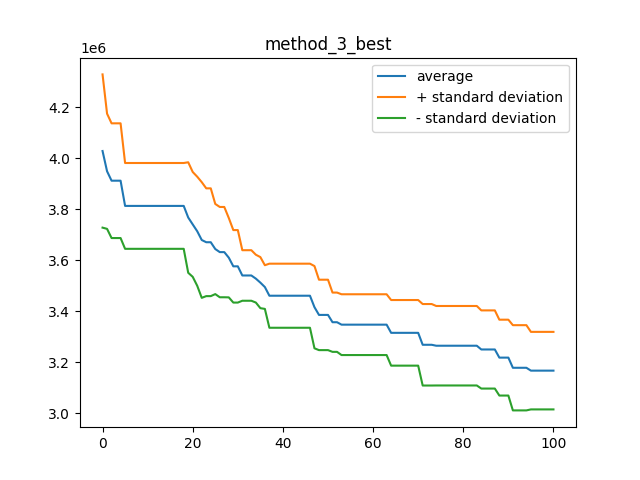 method_3_best
1e6
average
+ standard deviation
- standard deviation
4.2
4.0
3.8
3.6
3.4
3.2
3.0
0 20 40 60 80 100